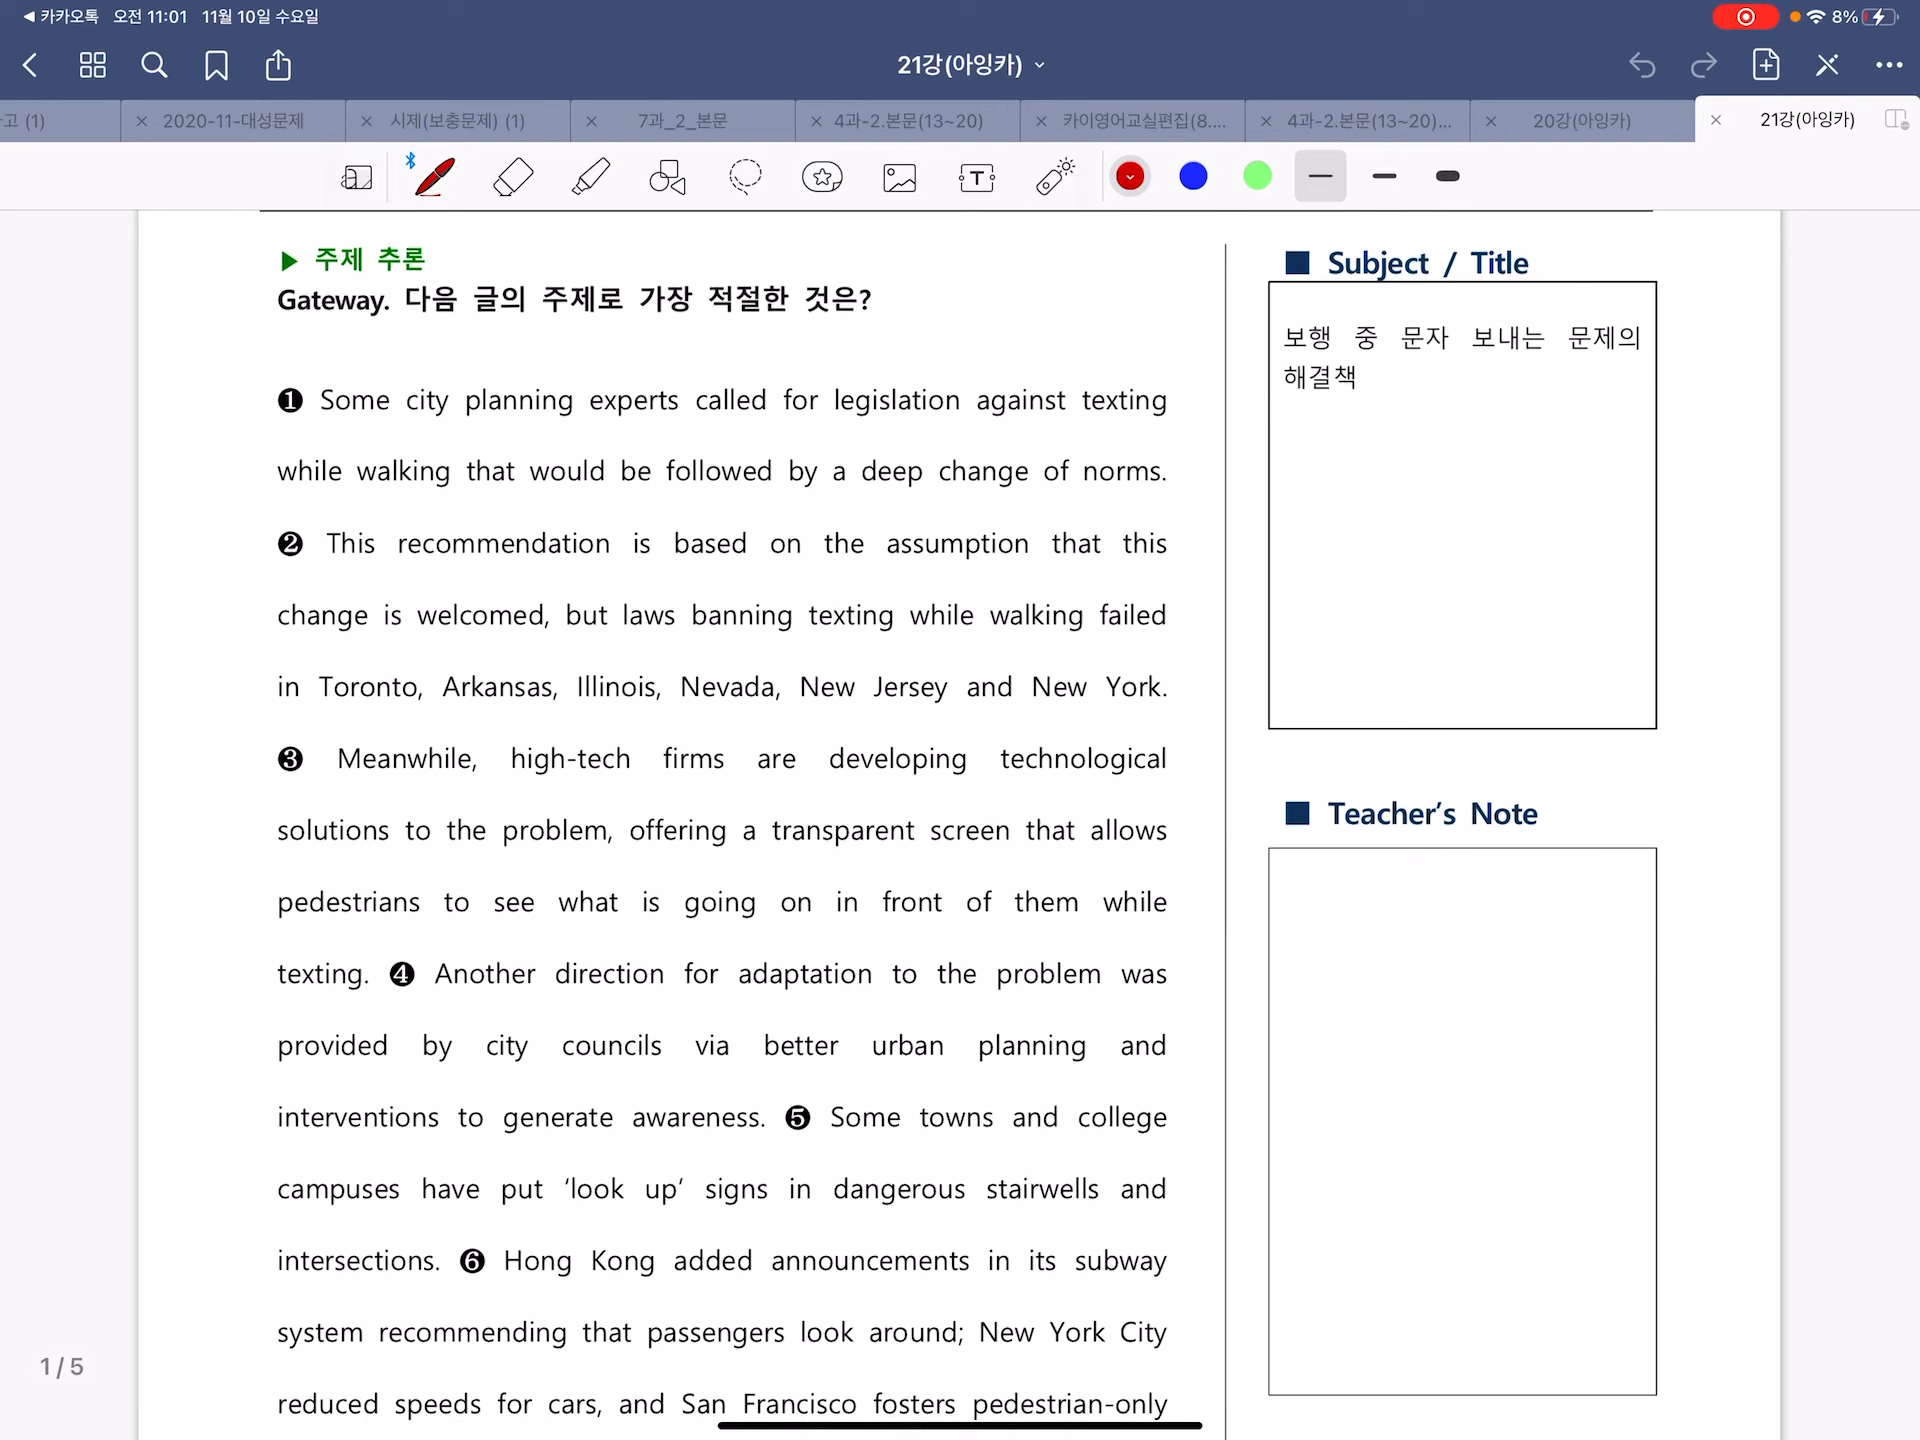 ◀ 카카오톡 오전 11:01 11월 10일 수요일
8%
21강(아잉카)
고 (1)
2020-11-대성문제
시제(보충문제) (1)
7과_2_본문
4과-2.본문(13~20)
카이영어교실편집(8....
4과-2.본문(13~20)...
20강(아잉카)
21강(아잉카)
▶ 주제 추론
Gateway. 다음 글의 주제로 가장 적절한 것은?
❶ Some city planning experts called for legislation against texting
while walking that would be followed by a deep change of norms.
❷ This recommendation is based on the assumption that this
change is welcomed, but laws banning texting while walking failed
in Toronto, Arkansas, Illinois, Nevada, New Jersey and New York.
❸ Meanwhile, high-tech firms are developing technological
solutions to the problem, offering a transparent screen that allows
pedestrians to see what is going on in front of them while
texting. ❹ Another direction for adaptation to the problem was
provided by city councils via better urban planning and
interventions to generate awareness. ❺ Some towns and college
campuses have put ‘look up’ signs in dangerous stairwells and
intersections. ❻ Hong Kong added announcements in its subway
system recommending that passengers look around; New York City
reduced speeds for cars, and San Francisco fosters pedestrian-only
■ Subject / Title
보행 중 문자 보내는 문제의
해결책
■ Teacher’s Note
1 / 5